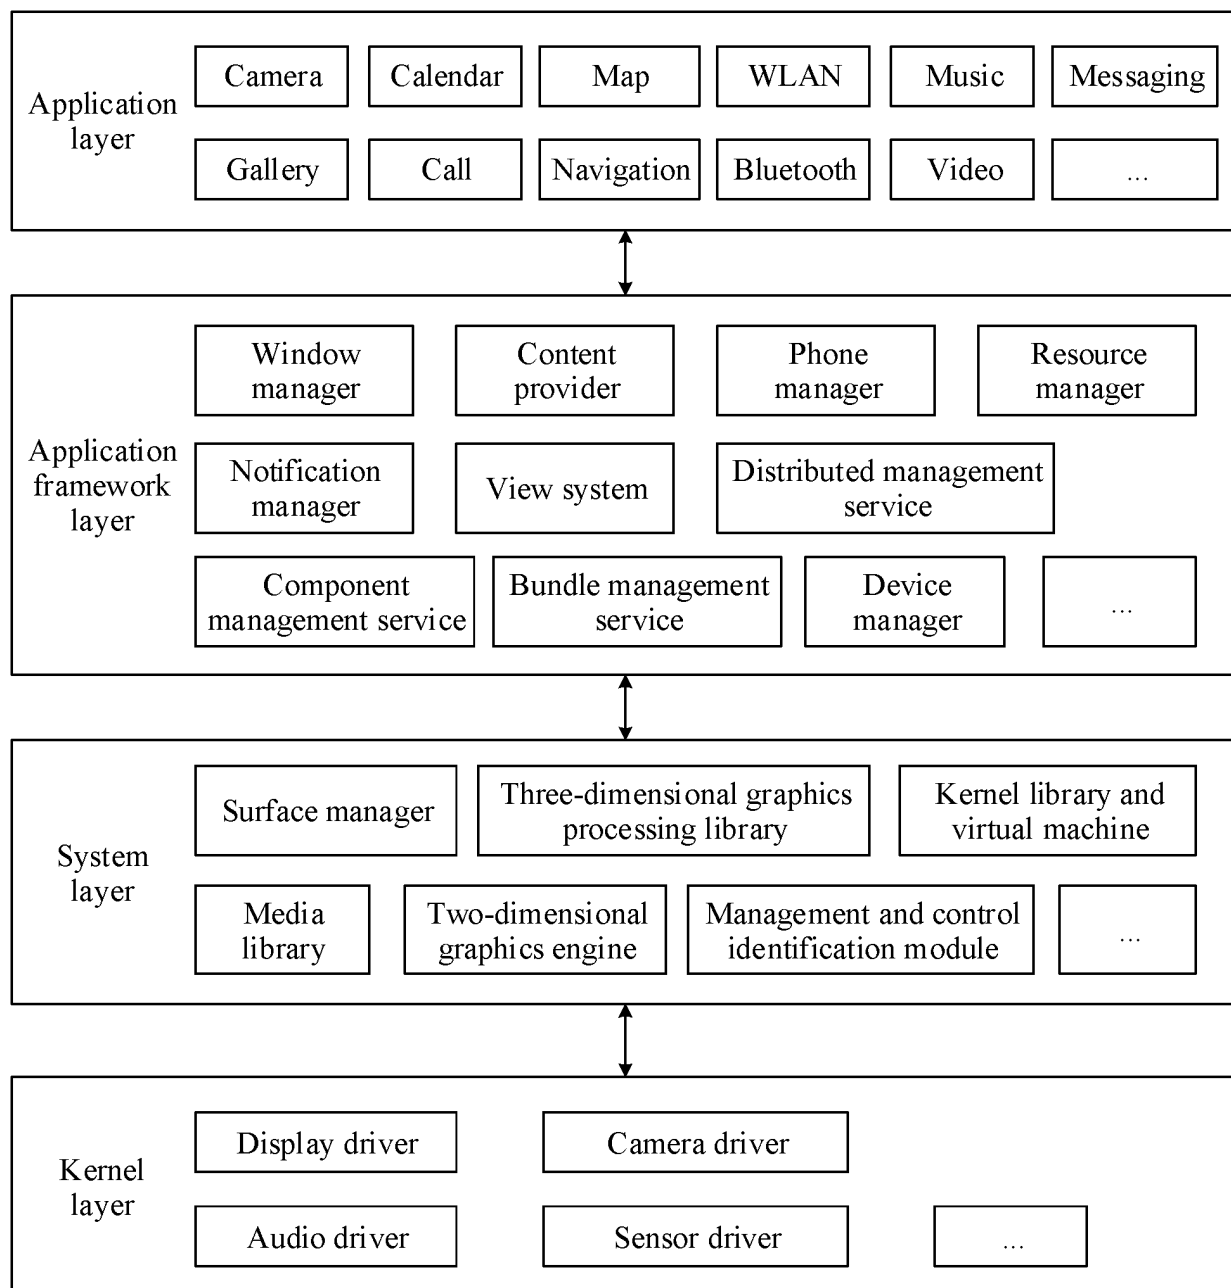 Application
layer
Camera
Calendar
Map
WLAN
Music
Messaging
Gallery
Call
Navigation
Bluetooth
Video
...
Application
framework
layer
Window
manager
Content
provider
Phone
manager
Resource
manager
Notification
manager
View system
Distributed management
service
Component
management service
Bundle management
service
Device
manager
...
System
layer
Surface manager
Three-dimensional graphics
processing library
Kernel library and
virtual machine
Media
library
Two-dimensional
graphics engine
Management and control
identification module
...
Kernel
layer
Display driver
Camera driver
Audio driver
Sensor driver
...